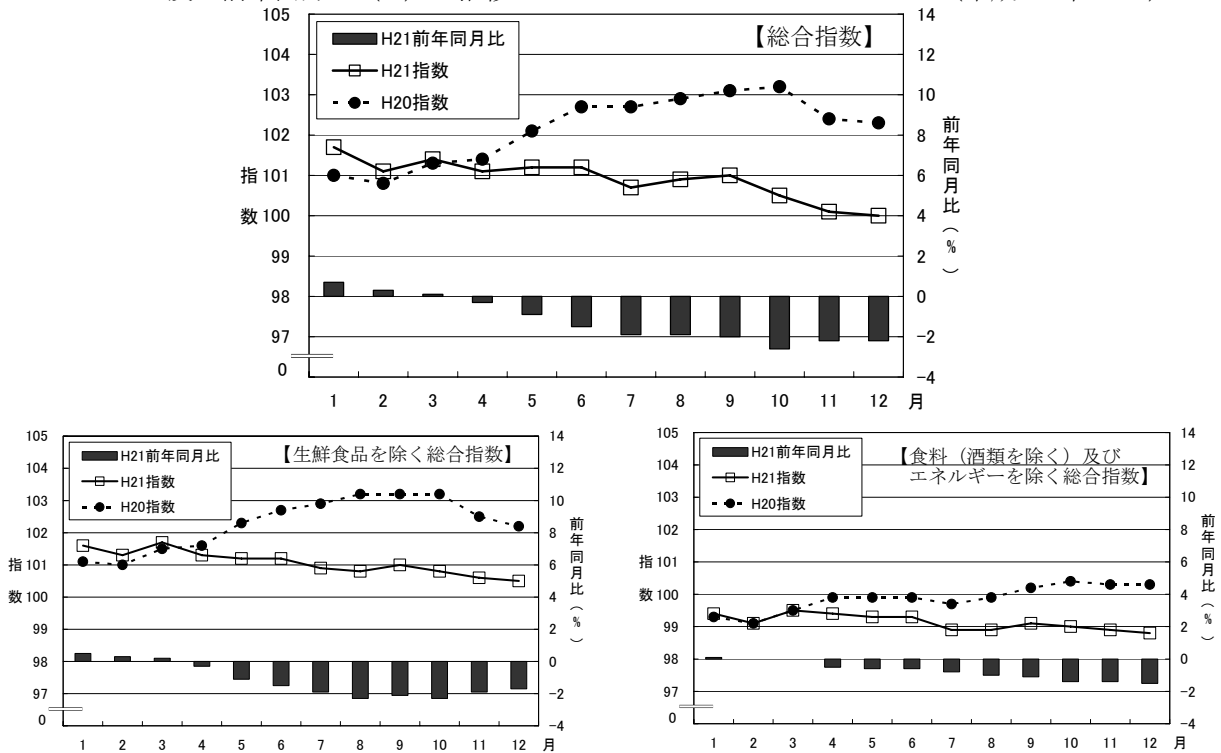 105
104
103
102
101
100
99
98
97
0
指
数
14
12
10
8
6
4
2
0
-2
-4
前年同月比(%)
【総合指数】
H21前年同月比
H21指数
H20指数
1 2 3 4 5 6 7 8 9 10 11 12 月
105
104
103
102
101
100
99
98
97
0
指
数
14
12
10
8
6
4
2
0
-2
-4
前年同月比(%)
【生鮮食品を除く総合指数】
H21前年同月比
H21指数
H20指数
1 2 3 4 5 6 7 8 9 10 11 12 月
105
104
103
102
101
100
99
98
97
0
指
数
14
12
10
8
6
4
2
0
-2
-4
前年同月比(%)
【食料(酒類を除く)及び
エネルギーを除く総合指数】
H21前年同月比
H21指数
H20指数
1 2 3 4 5 6 7 8 9 10 11 12 月